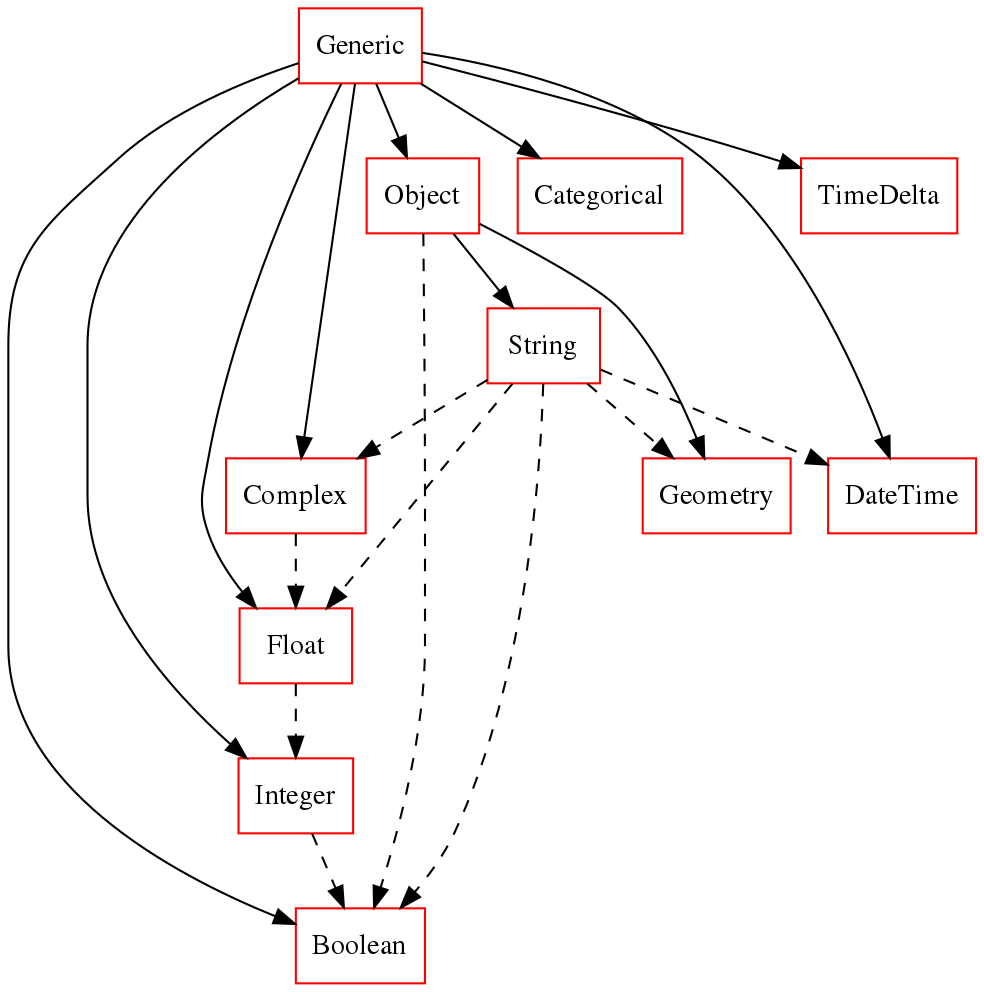 Generic
Object
Categorical
TimeDelta
String
Complex
Geometry
DateTime
Float
Integer
Boolean